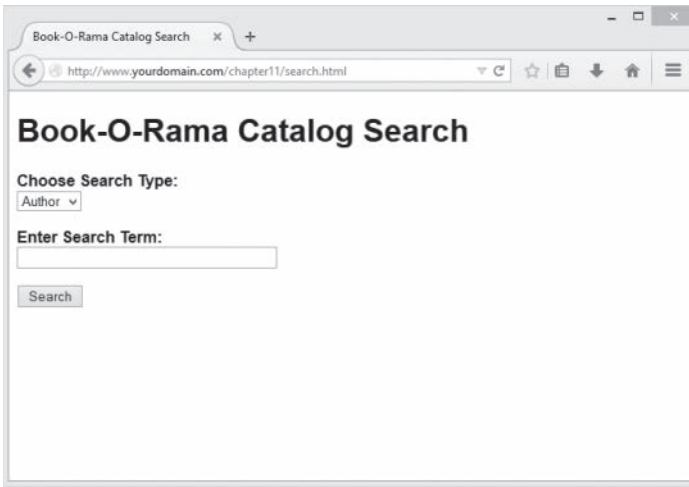 Book-O-Rama Catalog Search
http://www.yourdomain.com/chapter11/search.html
Book-O-Rama Catalog Search
Choose Search Type:
Author
Enter Search Term:
Search